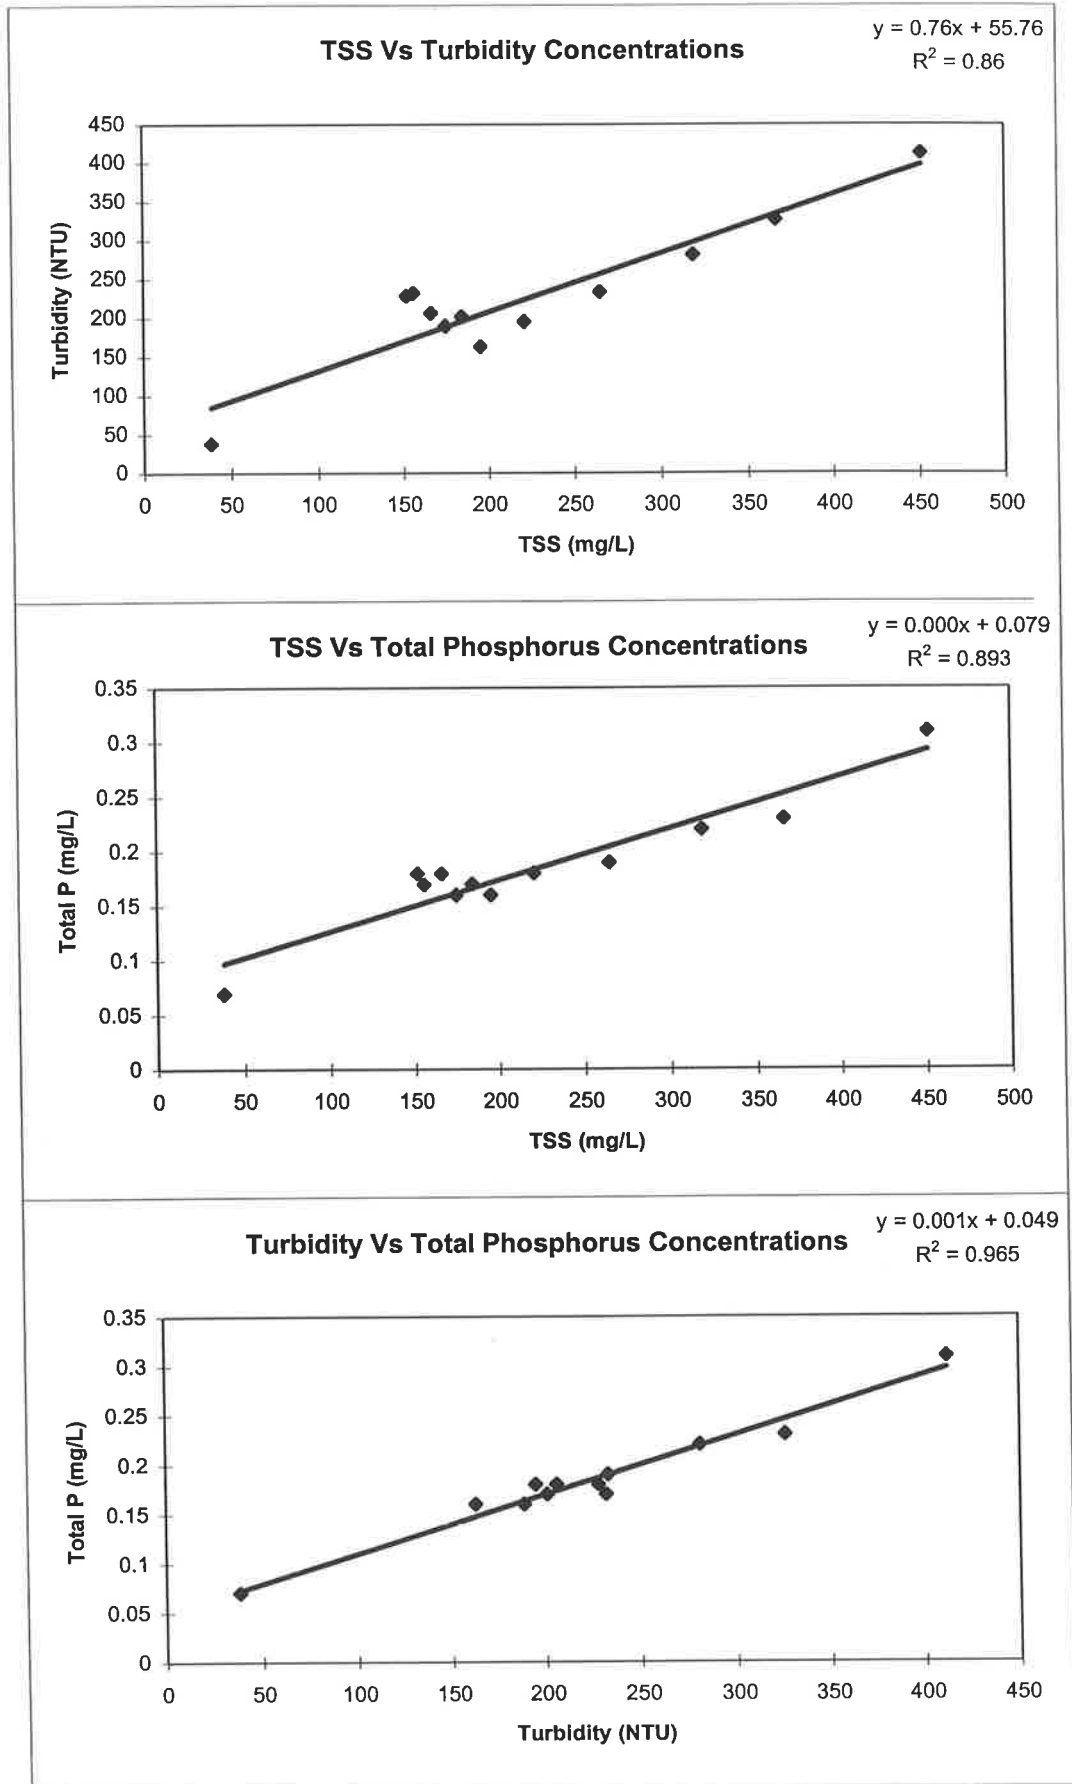 TSS Vs Turbidity Concentrations
y = 0.76x + 55.76
R² = 0.86
450
400
350
300
250
200
150
100
50
0
Turbidity (NTU)
0 50 100 150 200 250 300 350 400 450 500
TSS (mg/L)
TSS Vs Total Phosphorus Concentrations
y = 0.000x + 0.079
R² = 0.893
0.35
0.3
0.25
0.2
0.15
0.1
0.05
0
Total P (mg/L)
0 50 100 150 200 250 300 350 400 450 500
TSS (mg/L)
Turbidity Vs Total Phosphorus Concentrations
y = 0.001x + 0.049
R² = 0.965
0.35
0.3
0.25
0.2
0.15
0.1
0.05
0
Total P (mg/L)
0 50 100 150 200 250 300 350 400 450
Turbidity (NTU)